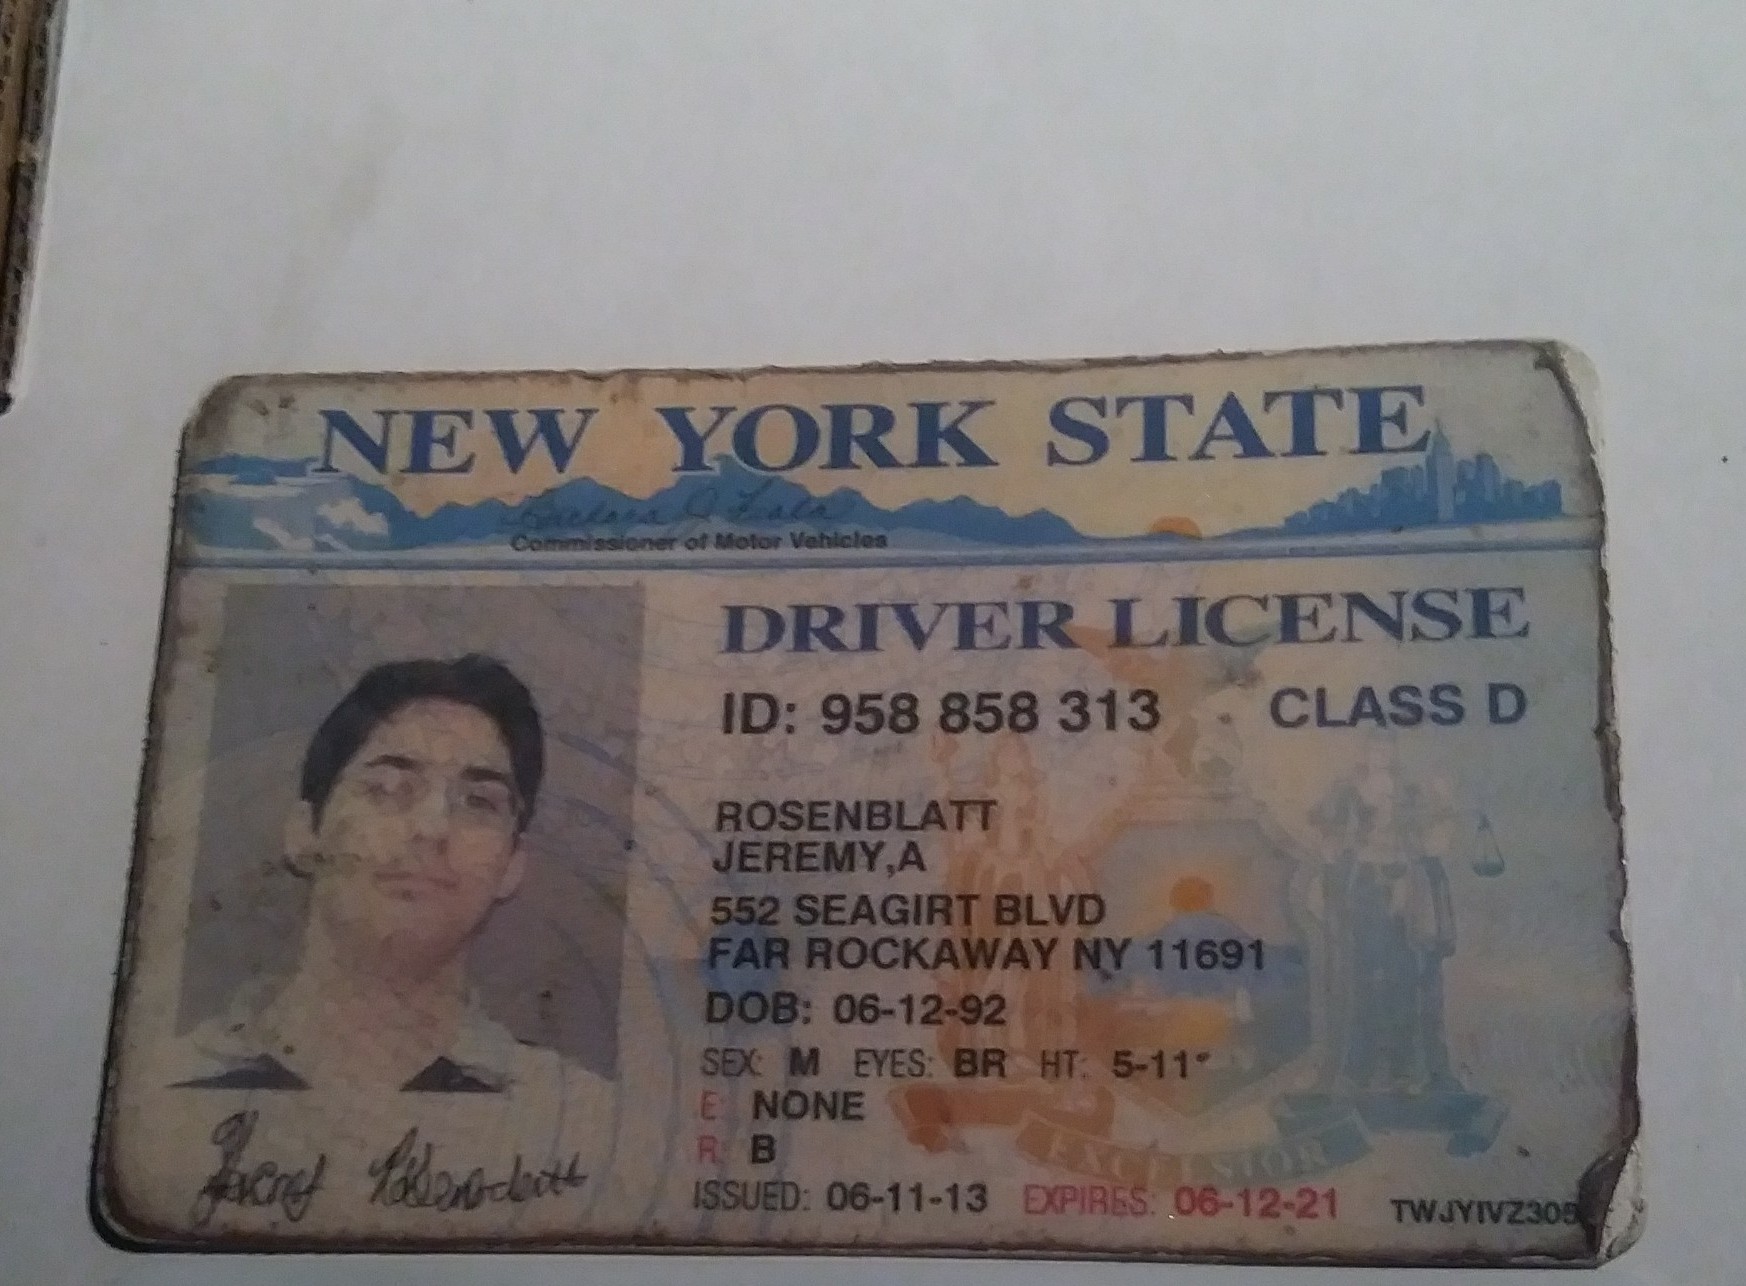 NEW YORK STATE
Commissioner of Motor Vehicles
DRIVER LICENSE
ID: 958 858 313 CLASS D
ROSENBLATT
JEREMY,A
552 SEAGIRT BLVD
FAR ROCKAWAY NY 11691
DOB: 06-12-92
SEX: M EYES: BR HT: 5-11"
E: NONE
R: B
ISSUED: 06-11-13 EXPIRES: 06-12-21
EXCELSIOR